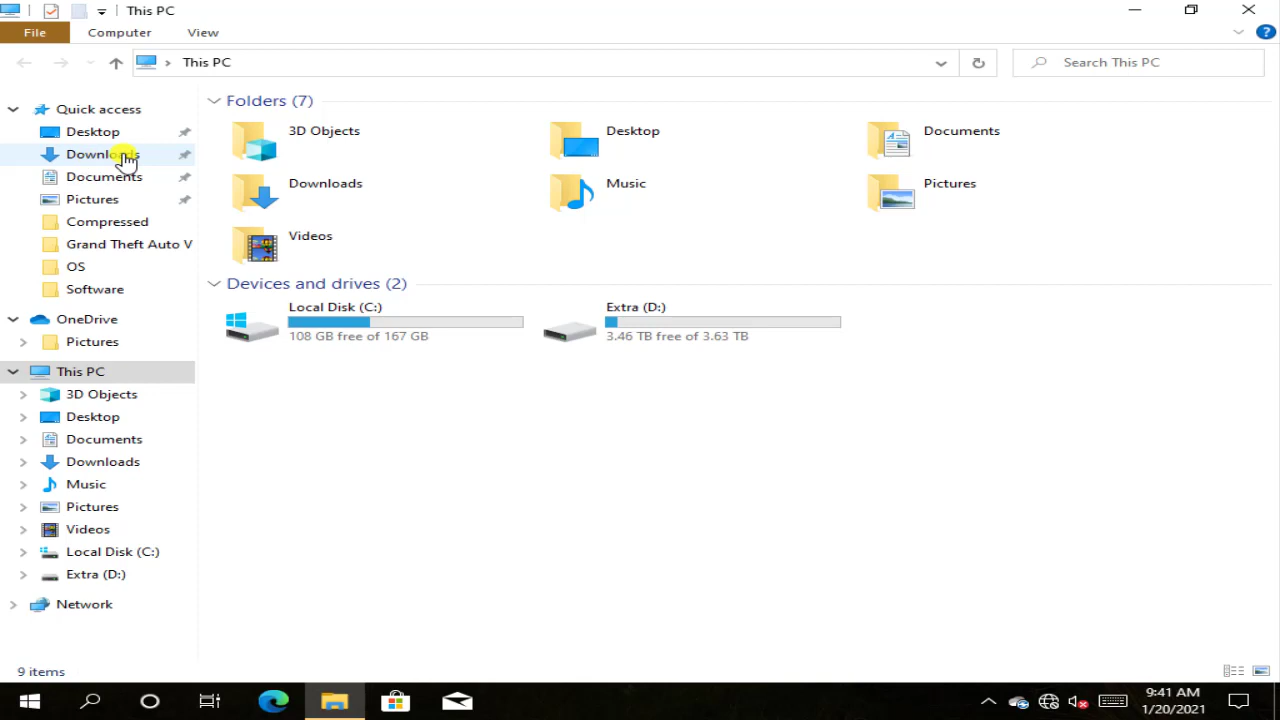 This PC
File Computer View
This PC
Search This PC
Quick access
Desktop
Downloads
Documents
Pictures
Compressed
Grand Theft Auto V
OS
Software
OneDrive
Pictures
This PC
3D Objects
Desktop
Documents
Downloads
Music
Pictures
Videos
Local Disk (C:)
Extra (D:)
Network
Folders (7)
3D Objects Desktop Documents
Downloads Music Pictures
Videos
Devices and drives (2)
Local Disk (C:) Extra (D:)
108 GB free of 167 GB 3.46 TB free of 3.63 TB
9 items
9:41 AM
1/20/2021